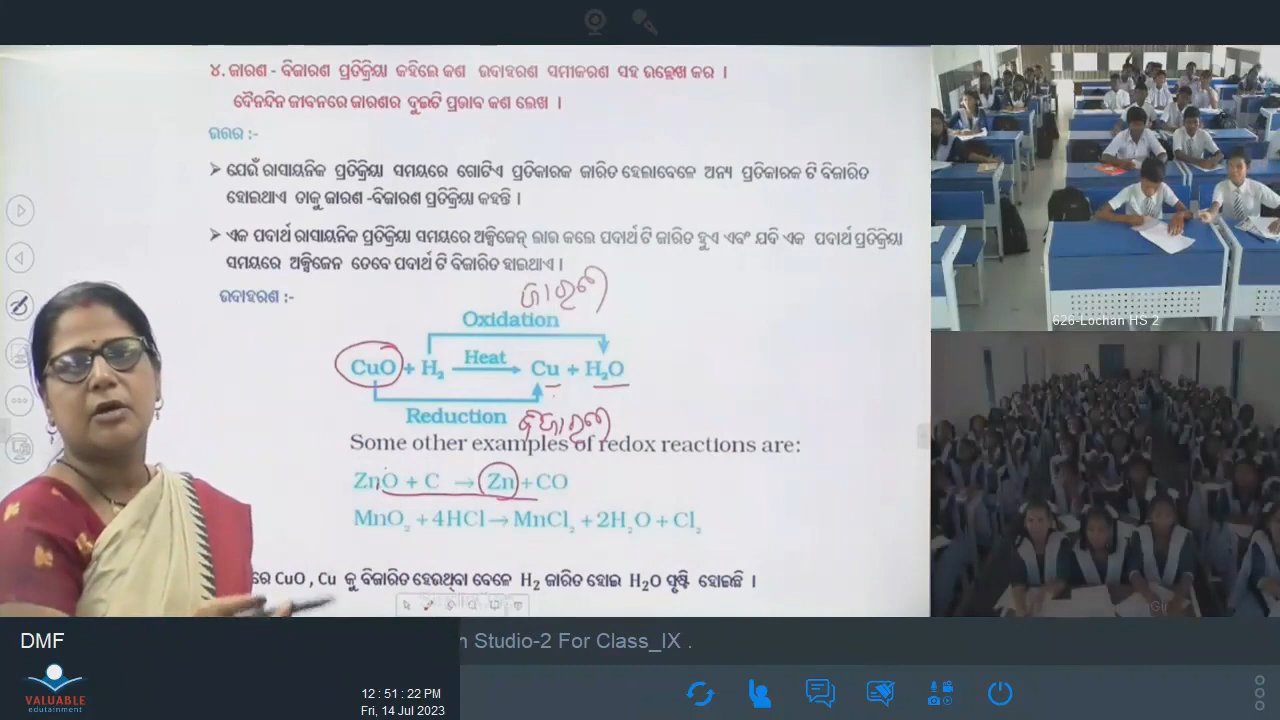 ୪. ଜାରଣ - ବିଜାରଣ ପ୍ରତିକ୍ରିୟା କହିଲେ କଣ ଉଦାହରଣ ସମୀକରଣ ସହ ଉଲ୍ଲେଖ କର ।
ଦୈନନ୍ଦିନ ଜୀବନରେ ଜାରଣର ଦୁଇଟି ପ୍ରଭାବ କଣ ଲେଖ ।
ଉତ୍ତର :-
➢ ଯେଉଁ ରାସାୟନିକ ପ୍ରତିକ୍ରିୟା ସମୟରେ ଗୋଟିଏ ପ୍ରତିକାରକ ଜାରିତ ହେଲାବେଳେ ଅନ୍ୟ ପ୍ରତିକାରକ ଟି ବିଜାରିତ
ହୋଇଥାଏ ତାକୁ ଜାରଣ -ବିଜାରଣ ପ୍ରତିକ୍ରିୟା କହନ୍ତି ।
➢ ଏକ ପଦାର୍ଥ ରାସାୟନିକ ପ୍ରତିକ୍ରିୟା ସମୟରେ ଅକ୍ସିଜେନ୍ ଲାଭ କଲେ ପଦାର୍ଥ ଟି ଜାରିତ ହୁଏ ଏବଂ ଯଦି ଏକ ପଦାର୍ଥ ପ୍ରତିକ୍ରିୟା
ସମୟରେ ଅକ୍ସିଜେନ ତେବେ ପଦାର୍ଥ ଟି ବିଜାରିତ ହାଇଥାଏ ।
ଉଦାହରଣ :-
ଜାରଣ
Oxidation
CuO + H₂ Heat Cu + H₂O
Reduction ବିଜାରଣ
Some other examples of redox reactions are:
ZnO + C → Zn + CO
MnO₂ + 4HCl → MnCl₂ + 2H₂O + Cl₂
ରେ CuO , Cu କୁ ବିଜାରିତ ହେଉଥିବା ବେଳେ H₂ ଜାରିତ ହୋଇ H₂O ସୃଷ୍ଟି ହୋଇଛି ।
626-Lochan HS 2
DMF
Studio-2 For Class_IX .
VALUABLE
edutainment
12 : 51 : 22 PM
Fri, 14 Jul 2023